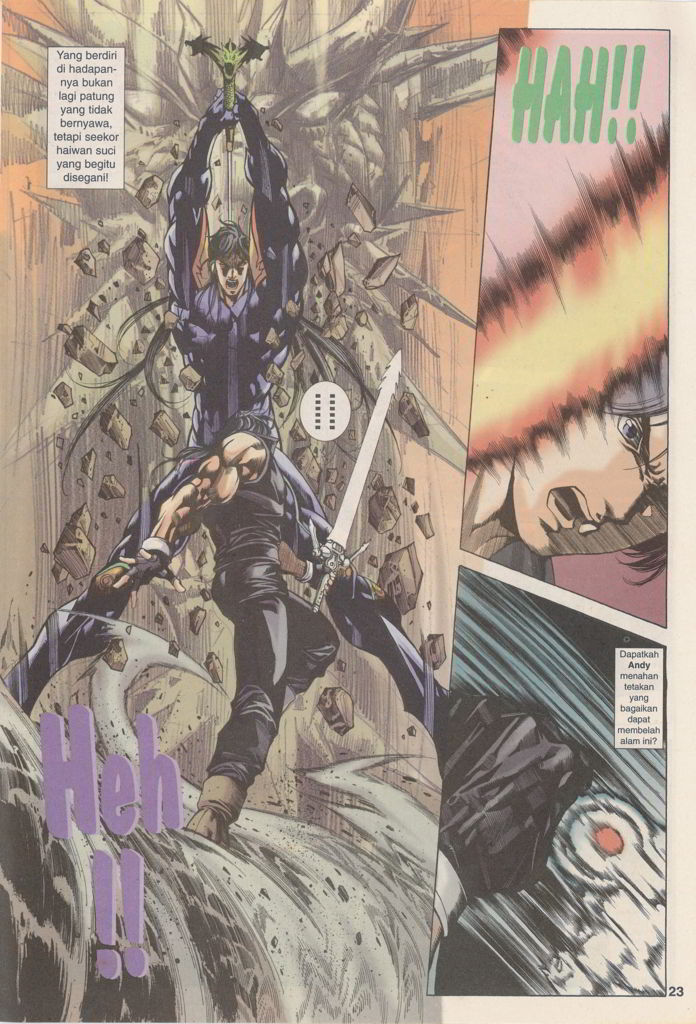 Yang berdiri
di hadapan-
nya bukan
lagi patung
yang tidak
bernyawa,
tetapi seekor
haiwan suci
yang begitu
disegani!
HAH!!
!!!!
Heh
!!
Dapatkah
Andy
menahan
tetakan
yang
bagaikan
dapat
membelah
alam ini?
23